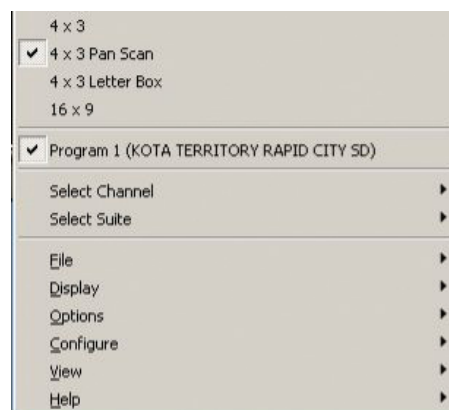 4 x 3
4 x 3 Pan Scan
4 x 3 Letter Box
16 x 9
Program 1 (KOTA TERRITORY RAPID CITY SD)
Select Channel
Select Suite
File
Display
Options
Configure
View
Help